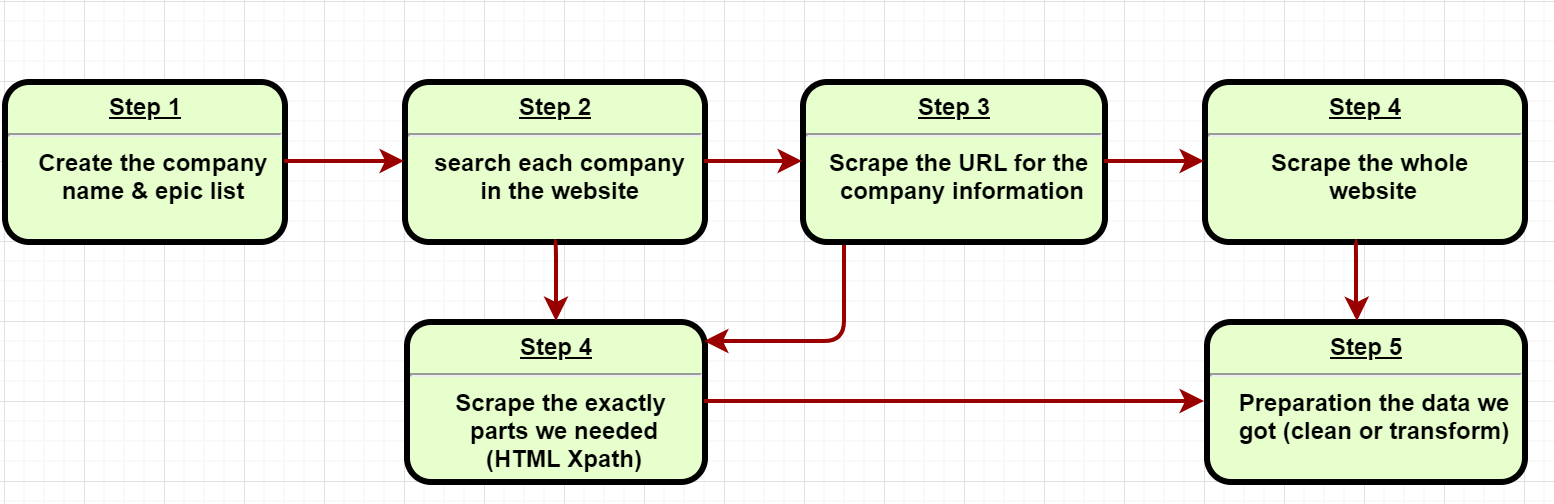 Step 1
Create the company
name & epic list
Step 2
search each company
in the website
Step 3
Scrape the URL for the
company information
Step 4
Scrape the whole
website
Step 4
Scrape the exactly
parts we needed
(HTML Xpath)
Step 5
Preparation the data we
got (clean or transform)